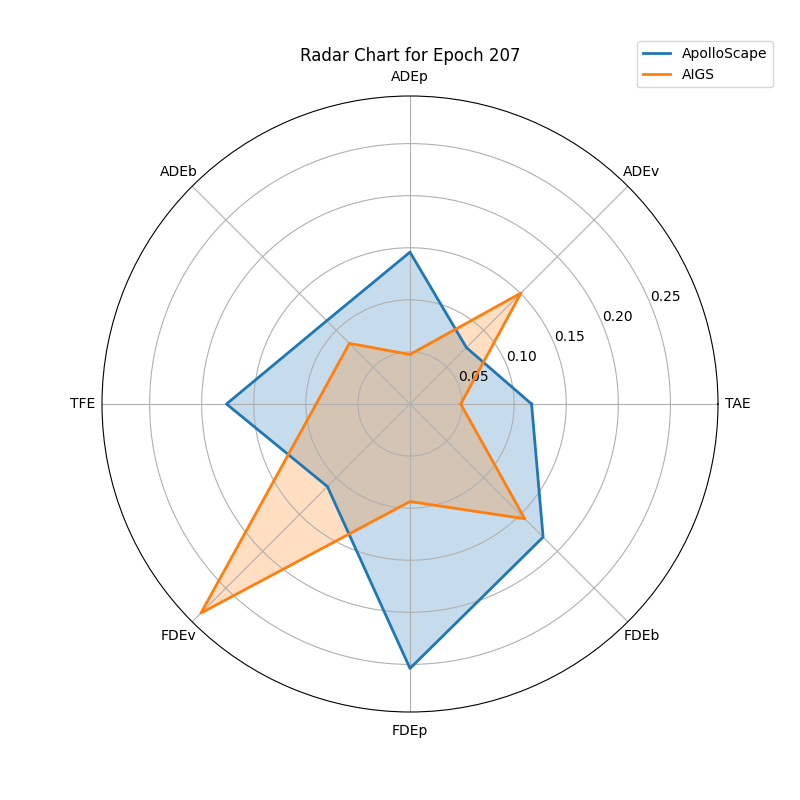 Radar Chart for Epoch 207
ApolloScape
AIGS
ADEp
ADEb
ADEv
0.25
0.20
0.15
0.10
0.05
TFE
TAE
FDEv
FDEb
FDEp